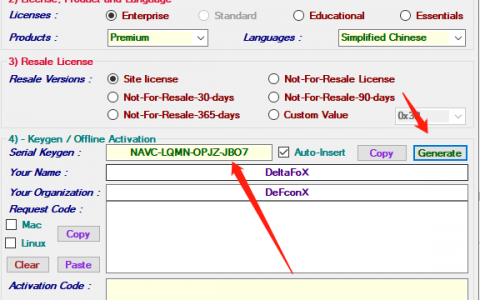 2) License, Product and Language
Licenses : Enterprise Standard Educational Essentials
Products : Premium Languages : Simplified Chinese
3) Resale License
Resale Versions : Site license Not-For-Resale License
Not-For-Resale-30-days Not-For-Resale-90-days
Not-For-Resale-365-days Custom Value
4) - Keygen / Offline Activation
Serial Keygen : NAVC-LQMN-OPJZ-JBO7 Auto-Insert Copy Generate
Your Name : DeltaFoX
Your Organization : DeFconX
Request Code :
Mac
Copy
Linux
Clear Paste
Activation Code :